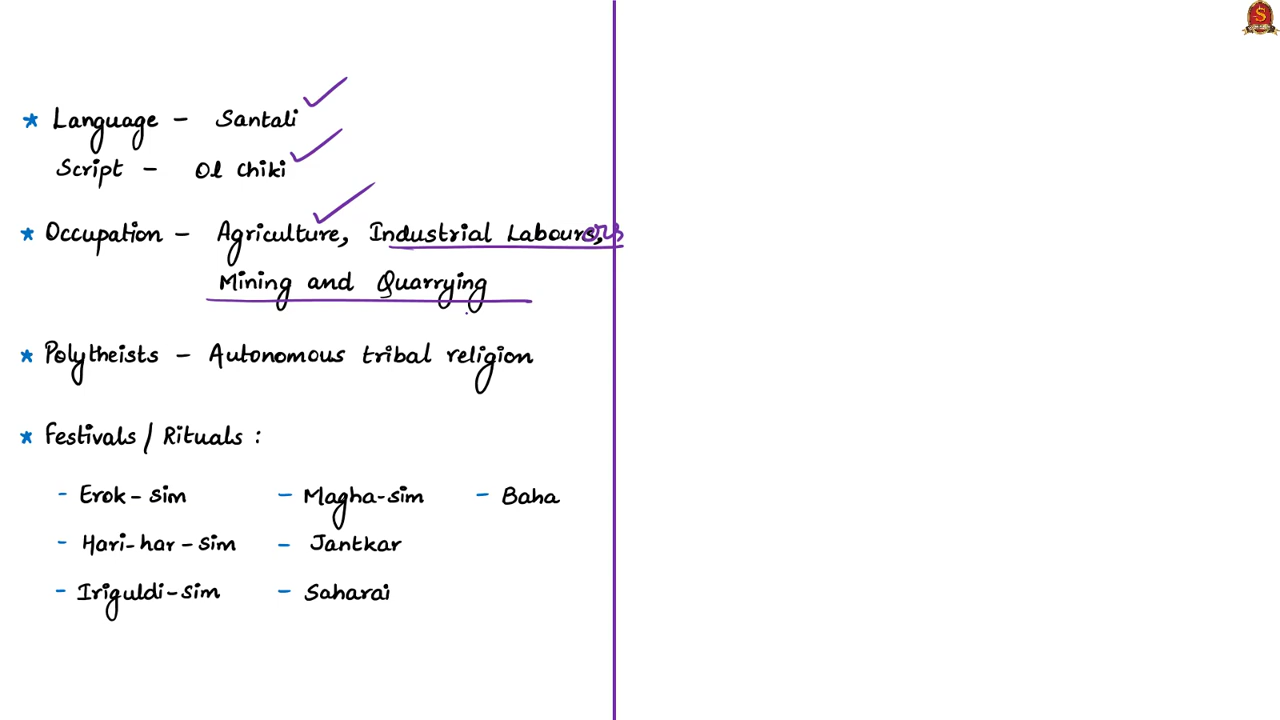 * Language - Santali
Script - Ol Chiki
* Occupation - Agriculture, Industrial Labours,
Mining and Quarrying
* Polytheists - Autonomous tribal religion
* Festivals / Rituals :
- Erok-sim - Magha-sim - Baha
- Hari-har-sim - Jantkar
- Iriguldi-sim - Saharai